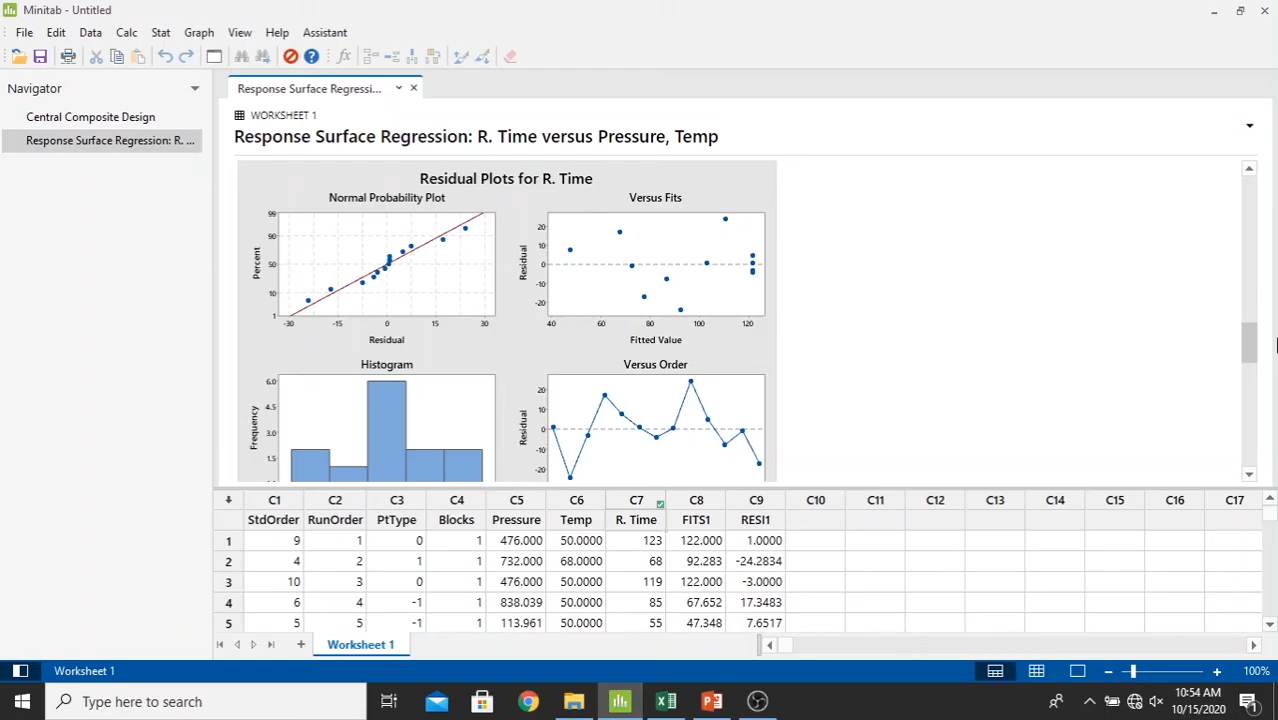 Minitab - Untitled
File Edit Data Calc Stat Graph View Help Assistant
Navigator
Central Composite Design
Response Surface Regression: R. ...
Response Surface Regressi...
WORKSHEET 1
Response Surface Regression: R. Time versus Pressure, Temp
Residual Plots for R. Time
Normal Probability Plot
Versus Fits
99
90
50
10
1
Percent
-30 -15 0 15 30
Residual
20
10
0
-10
-20
Residual
40 60 80 100 120
Fitted Value
Histogram
Versus Order
6.0
4.5
3.0
1.5
Frequency
20
10
0
-10
-20
Residual
C1 C2 C3 C4 C5 C6 C7 C8 C9 C10 C11 C12 C13 C14 C15 C16 C17
StdOrder RunOrder PtType Blocks Pressure Temp R. Time FITS1 RESI1
1 9 1 0 1 476.000 50.0000 123 122.000 1.0000
2 4 2 1 1 732.000 68.0000 68 92.283 -24.2834
3 10 3 0 1 476.000 50.0000 119 122.000 -3.0000
4 6 4 -1 1 838.039 50.0000 85 67.652 17.3483
5 5 5 -1 1 113.961 50.0000 55 47.348 7.6517
Worksheet 1
Worksheet 1
100%
Type here to search
10:54 AM
10/15/2020
1